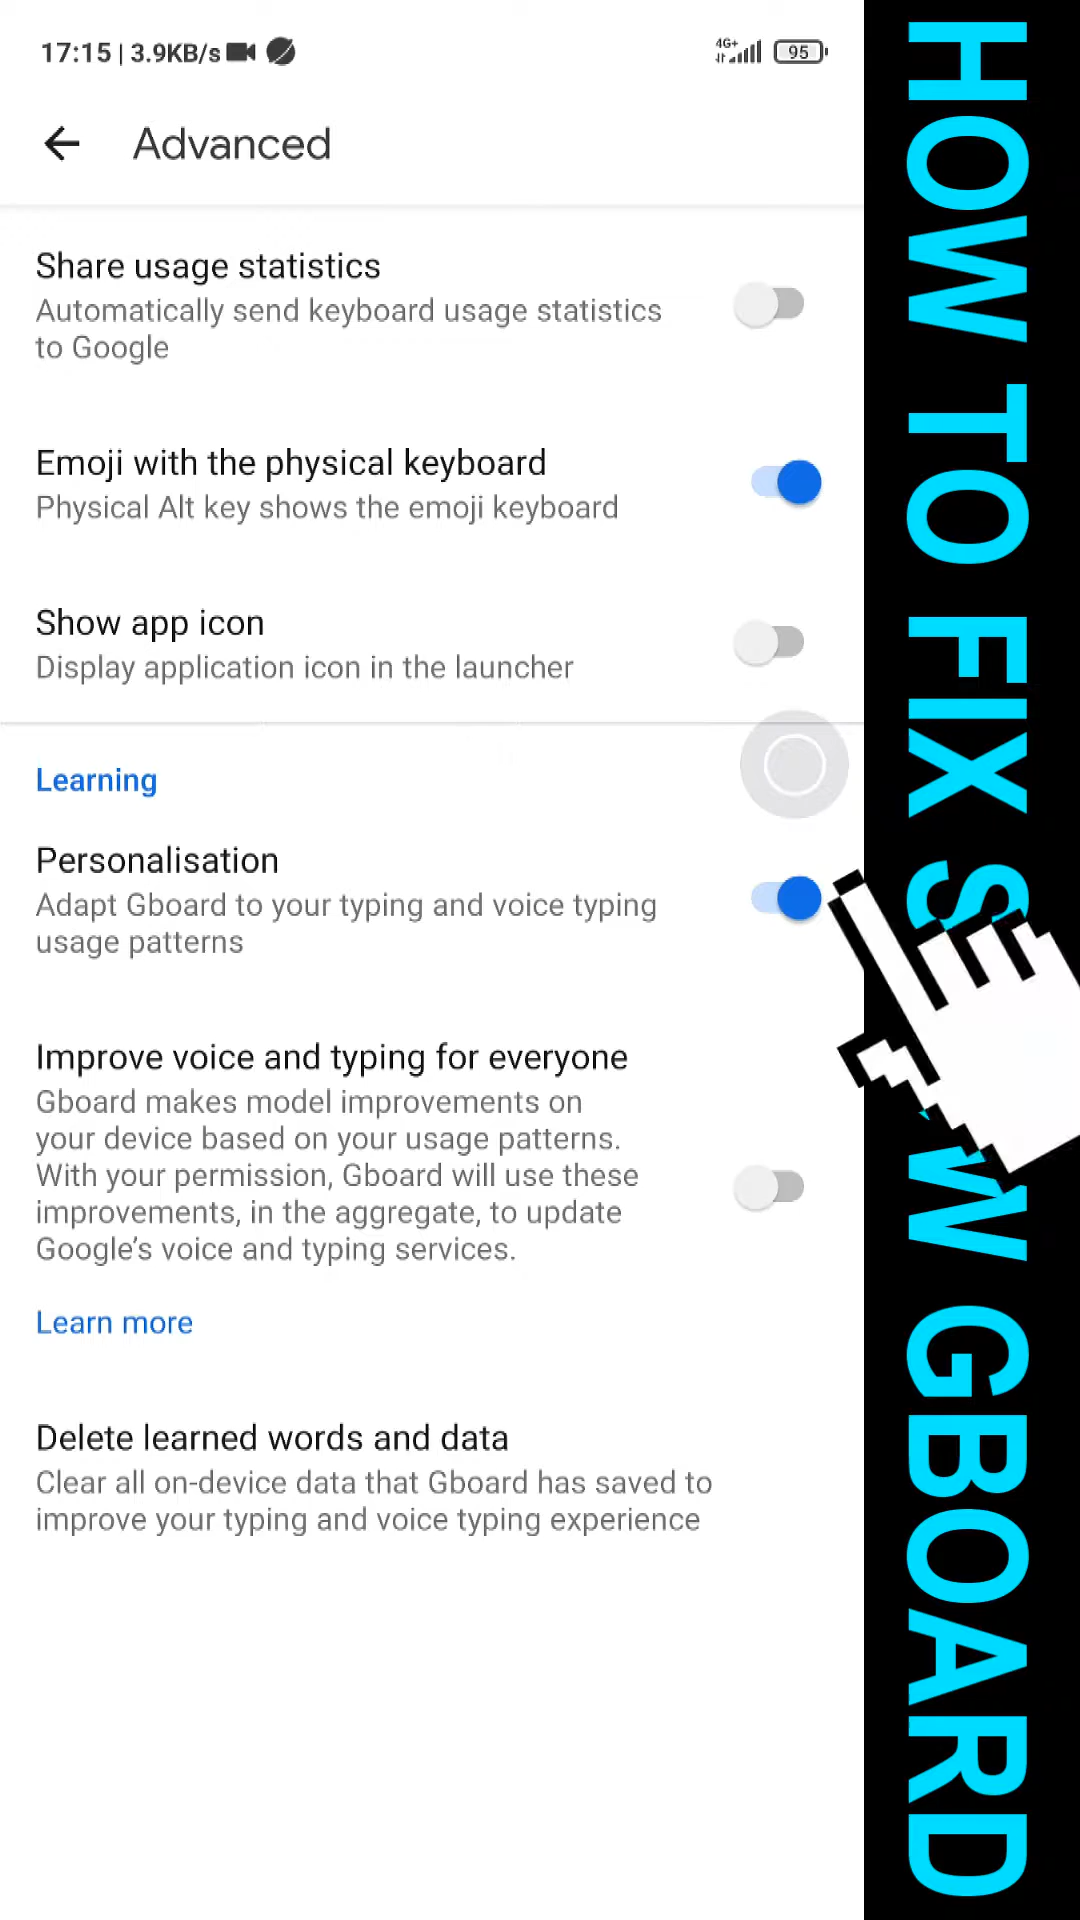 17:15 | 3.9KB/s
4G+
95
Advanced
Share usage statistics
Automatically send keyboard usage statistics
to Google
Emoji with the physical keyboard
Physical Alt key shows the emoji keyboard
Show app icon
Display application icon in the launcher
Learning
Personalisation
Adapt Gboard to your typing and voice typing
usage patterns
Improve voice and typing for everyone
Gboard makes model improvements on
your device based on your usage patterns.
With your permission, Gboard will use these
improvements, in the aggregate, to update
Google’s voice and typing services.
Learn more
Delete learned words and data
Clear all on-device data that Gboard has saved to
improve your typing and voice typing experience
HOW TO FIX GBOARD